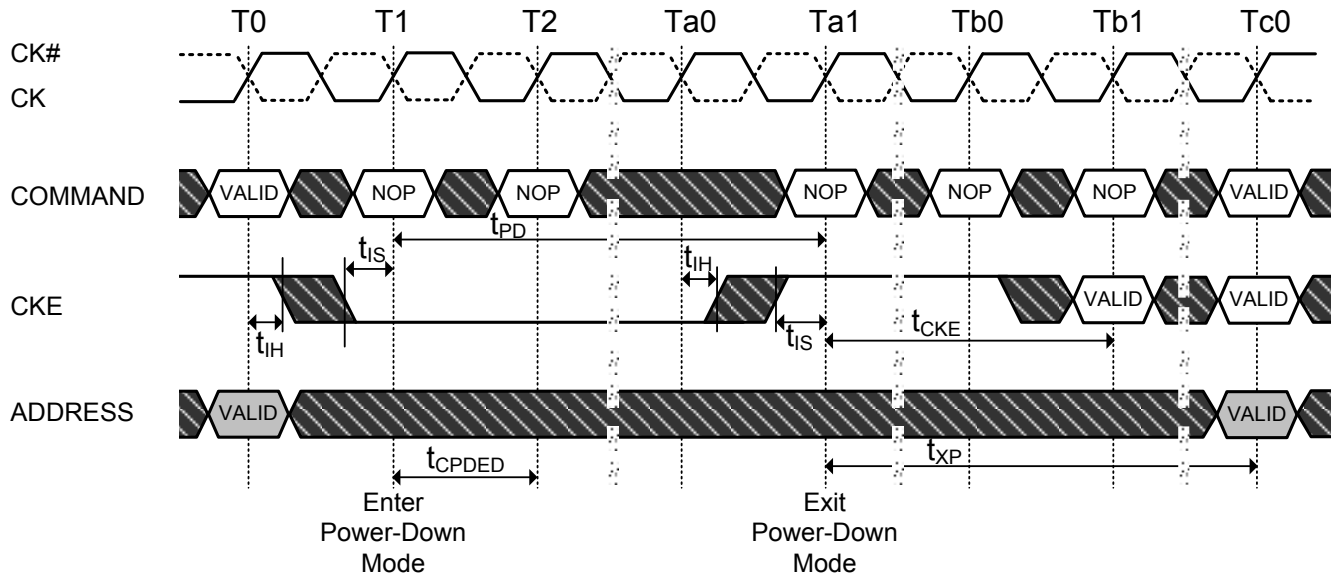 T0 T1 T2 Ta0 Ta1 Tb0 Tb1 Tc0
CK#
CK
COMMAND VALID NOP NOP NOP NOP NOP VALID
tPD
tIS tIH
CKE VALID VALID
tIH tIS tCKE
ADDRESS VALID VALID
tCPDED tXP
Enter
Power-Down
Mode
Exit
Power-Down
Mode